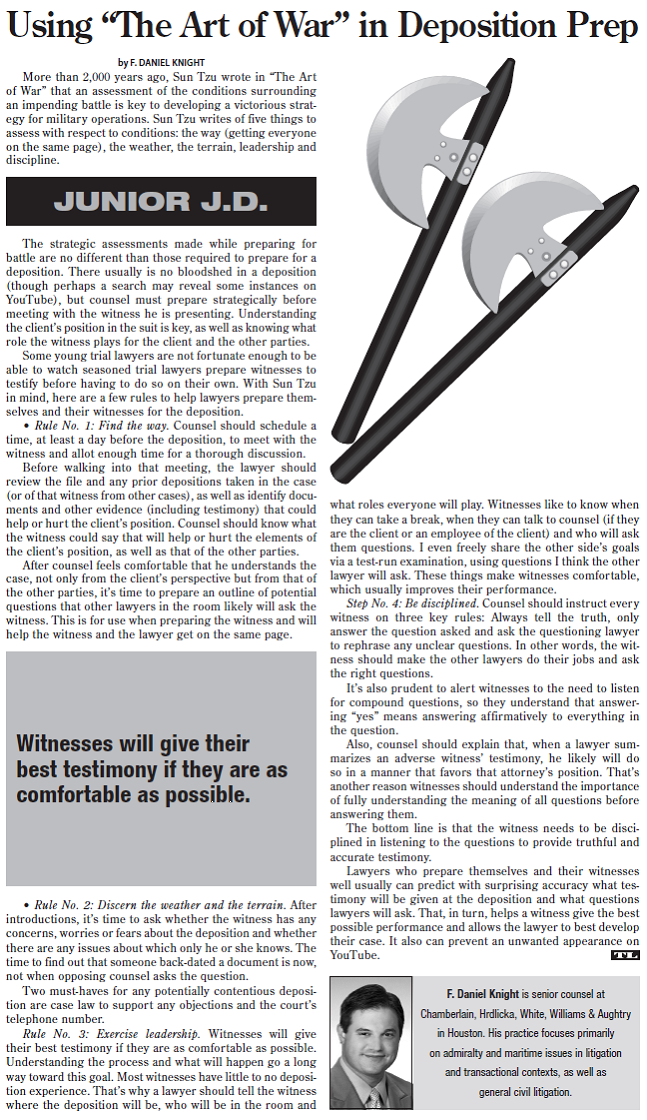 Using “The Art of War” in Deposition Prep
by F. DANIEL KNIGHT
More than 2,000 years ago, Sun Tzu wrote in “The Art
of War” that an assessment of the conditions surrounding
an impending battle is key to developing a victorious strat-
egy for military operations. Sun Tzu writes of five things to
assess with respect to conditions: the way (getting everyone
on the same page), the weather, the terrain, leadership and
discipline.
JUNIOR J.D.
The strategic assessments made while preparing for
battle are no different than those required to prepare for a
deposition. There usually is no bloodshed in a deposition
(though perhaps a search may reveal some instances on
YouTube), but counsel must prepare strategically before
meeting with the witness he is presenting. Understanding
the client’s position in the suit is key, as well as knowing what
role the witness plays for the client and the other parties.
Some young trial lawyers are not fortunate enough to be
able to watch seasoned trial lawyers prepare witnesses to
testify before having to do so on their own. With Sun Tzu
in mind, here are a few rules to help lawyers prepare them-
selves and their witnesses for the deposition.
• Rule No. 1: Find the way. Counsel should schedule a
time, at least a day before the deposition, to meet with the
witness and allot enough time for a thorough discussion.
Before walking into that meeting, the lawyer should
review the file and any prior depositions taken in the case
(or of that witness from other cases), as well as identify docu-
ments and other evidence (including testimony) that could
help or hurt the client’s position. Counsel should know what
the witness could say that will help or hurt the elements of
the client’s position, as well as that of the other parties.
After counsel feels comfortable that he understands the
case, not only from the client’s perspective but from that of
the other parties, it’s time to prepare an outline of potential
questions that other lawyers in the room likely will ask the
witness. This is for use when preparing the witness and will
help the witness and the lawyer get on the same page.
Witnesses will give their
best testimony if they are as
comfortable as possible.
• Rule No. 2: Discern the weather and the terrain. After
introductions, it’s time to ask whether the witness has any
concerns, worries or fears about the deposition and whether
there are any issues about which only he or she knows. The
time to find out that someone back-dated a document is now,
not when opposing counsel asks the question.
Two must-haves for any potentially contentious deposi-
tion are case law to support any objections and the court’s
telephone number.
Rule No. 3: Exercise leadership. Witnesses will give
their best testimony if they are as comfortable as possible.
Understanding the process and what will happen go a long
way toward this goal. Most witnesses have little to no deposi-
tion experience. That’s why a lawyer should tell the witness
where the deposition will be, who will be in the room and
what roles everyone will play. Witnesses like to know when
they can take a break, when they can talk to counsel (if they
are the client or an employee of the client) and who will ask
them questions. I even freely share the other side’s goals
via a test-run examination, using questions I think the other
lawyer will ask. These things make witnesses comfortable,
which usually improves their performance.
Step No. 4: Be disciplined. Counsel should instruct every
witness on three key rules: Always tell the truth, only
answer the question asked and ask the questioning lawyer
to rephrase any unclear questions. In other words, the wit-
ness should make the other lawyers do their jobs and ask
the right questions.
It’s also prudent to alert witnesses to the need to listen
for compound questions, so they understand that answer-
ing “yes” means answering affirmatively to everything in
the question.
Also, counsel should explain that, when a lawyer sum-
marizes an adverse witness’ testimony, he likely will do
so in a manner that favors that attorney’s position. That’s
another reason witnesses should understand the importance
of fully understanding the meaning of all questions before
answering them.
The bottom line is that the witness needs to be disci-
plined in listening to the questions to provide truthful and
accurate testimony.
Lawyers who prepare themselves and their witnesses
well usually can predict with surprising accuracy what tes-
timony will be given at the deposition and what questions
lawyers will ask. That, in turn, helps a witness give the best
possible performance and allows the lawyer to best develop
their case. It also can prevent an unwanted appearance on
YouTube.
F. Daniel Knight is senior counsel at
Chamberlain, Hrdlicka, White, Williams & Aughtry
in Houston. His practice focuses primarily
on admiralty and maritime issues in litigation
and transactional contexts, as well as
general civil litigation.